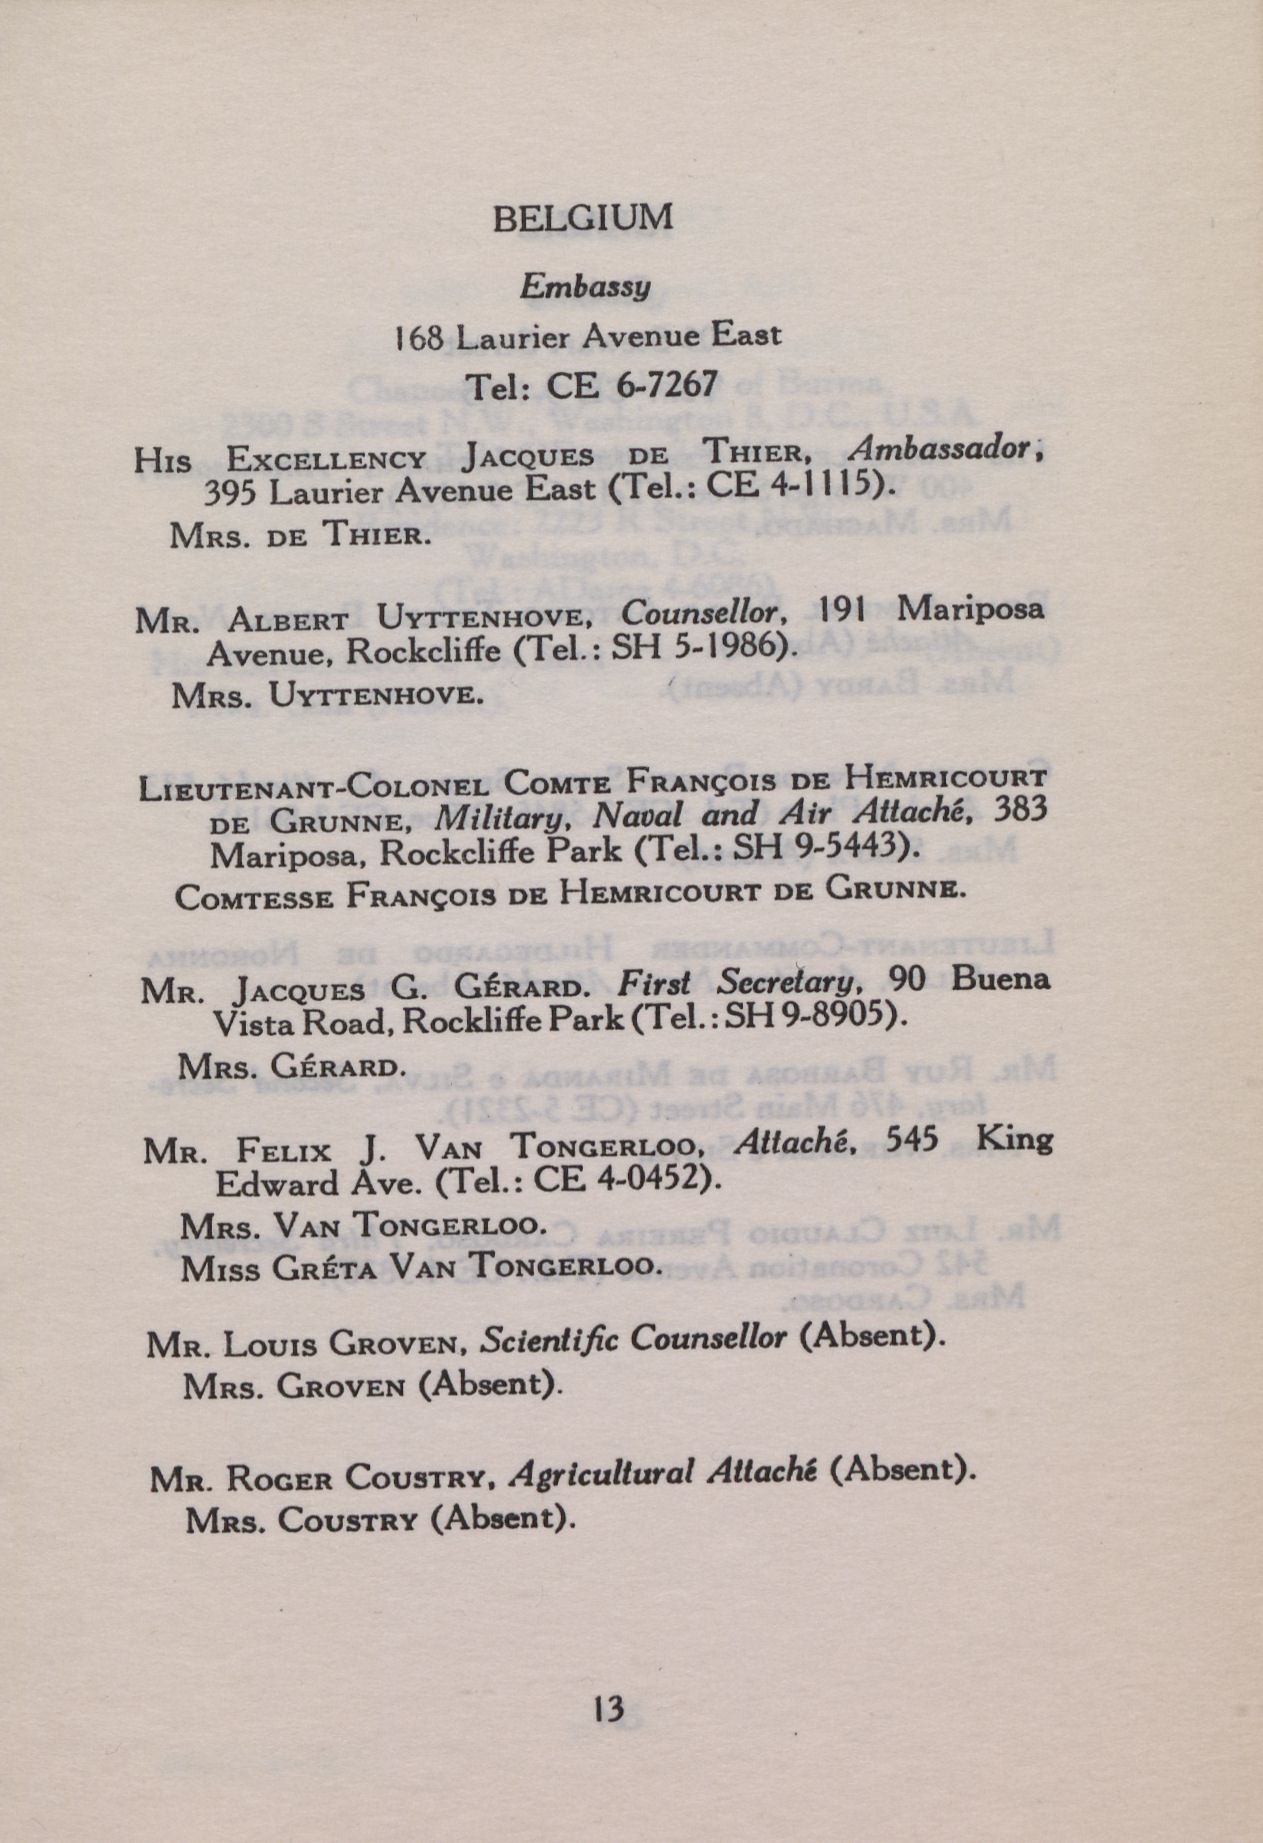 BELGIUM
Embassy
168 Laurier Avenue East
Tel: CE 6-7267
His Excellency Jacques de Thier, Ambassador,
395 Laurier Avenue East (Tel.: CE 4-1115).
Mrs. de Thier.
Mr. Albert Uyttenhove, Counsellor, 191 Mariposa
Avenue, Rockcliffe (Tel.: SH 5-1986).
Mrs. Uyttenhove.
Lieutenant-Colonel Comte François de Hemricourt
de Grunne, Military, Naval and Air Attaché, 383
Mariposa, Rockcliffe Park (Tel.: SH 9-5443).
Comtesse François de Hemricourt de Grunne.
Mr. Jacques G. Gérard. First Secretary, 90 Buena
Vista Road, Rockliffe Park (Tel.: SH 9-8905).
Mrs. Gérard.
Mr. Felix J. Van Tongerloo, Attaché, 545 King
Edward Ave. (Tel.: CE 4-0452).
Mrs. Van Tongerloo.
Miss Gréta Van Tongerloo.
Mr. Louis Groven, Scientific Counsellor (Absent).
Mrs. Groven (Absent).
Mr. Roger Coustry, Agricultural Attaché (Absent).
Mrs. Coustry (Absent).
13